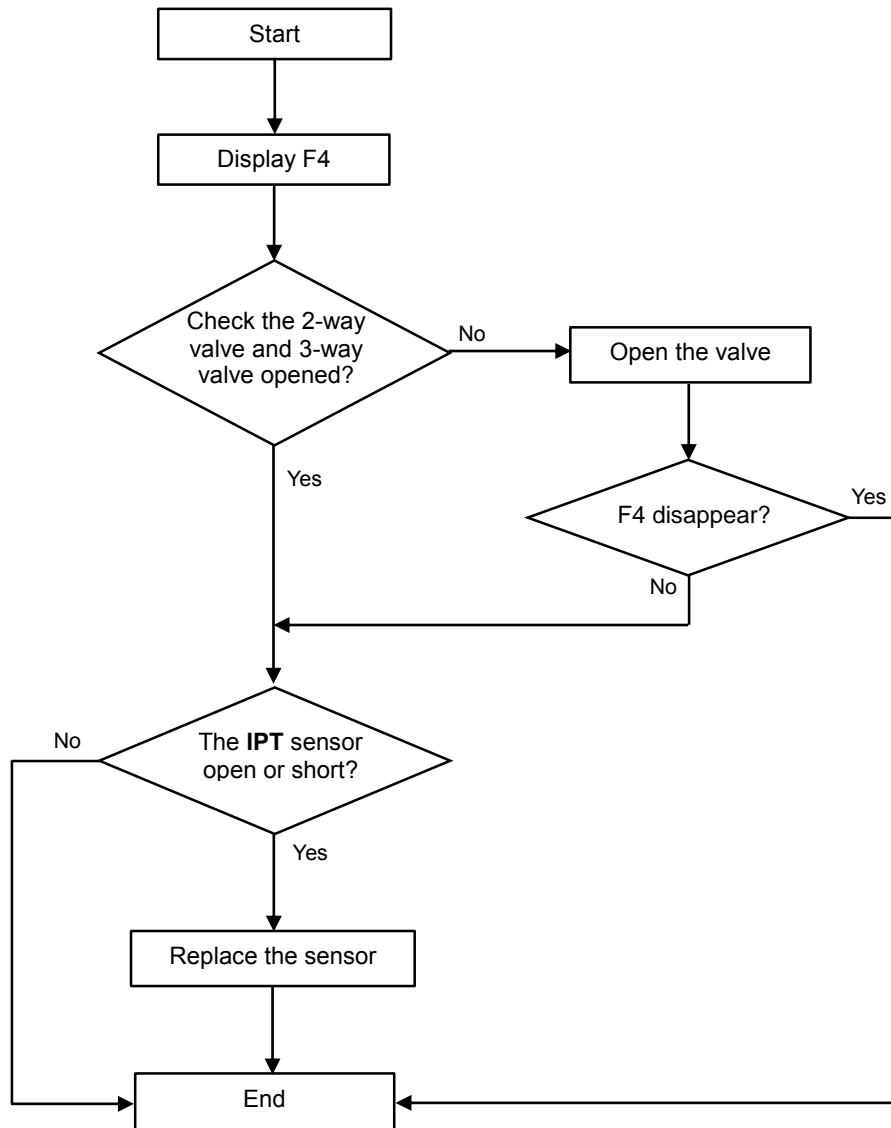 Start
Display F4
Check the 2-way
valve and 3-way
valve opened?
No
Open the valve
Yes
F4 disappear?
Yes
No
The IPT sensor
open or short?
No
Yes
Replace the sensor
End